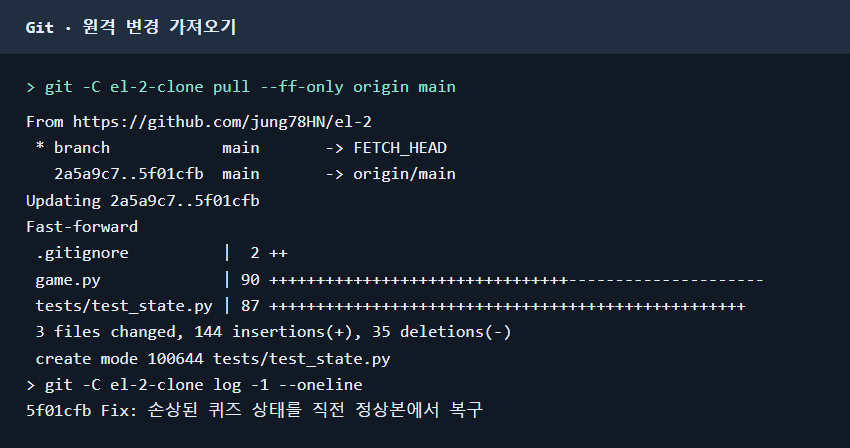 Git · 원격 변경 가져오기
> git -C el-2-clone pull --ff-only origin main
From https://github.com/jung78HN/el-2
 * branch            main       -> FETCH_HEAD
   2a5a9c7..5f01cfb  main       -> origin/main
Updating 2a5a9c7..5f01cfb
Fast-forward
 .gitignore          |  2 ++
 game.py             | 90 ++++++++++++++++++++++++++++++++----------------------
 tests/test_state.py | 87 +++++++++++++++++++++++++++++++++++++++++++++++++++
 3 files changed, 144 insertions(+), 35 deletions(-)
 create mode 100644 tests/test_state.py
> git -C el-2-clone log -1 --oneline
5f01cfb Fix: 손상된 퀴즈 상태를 직전 정상본에서 복구